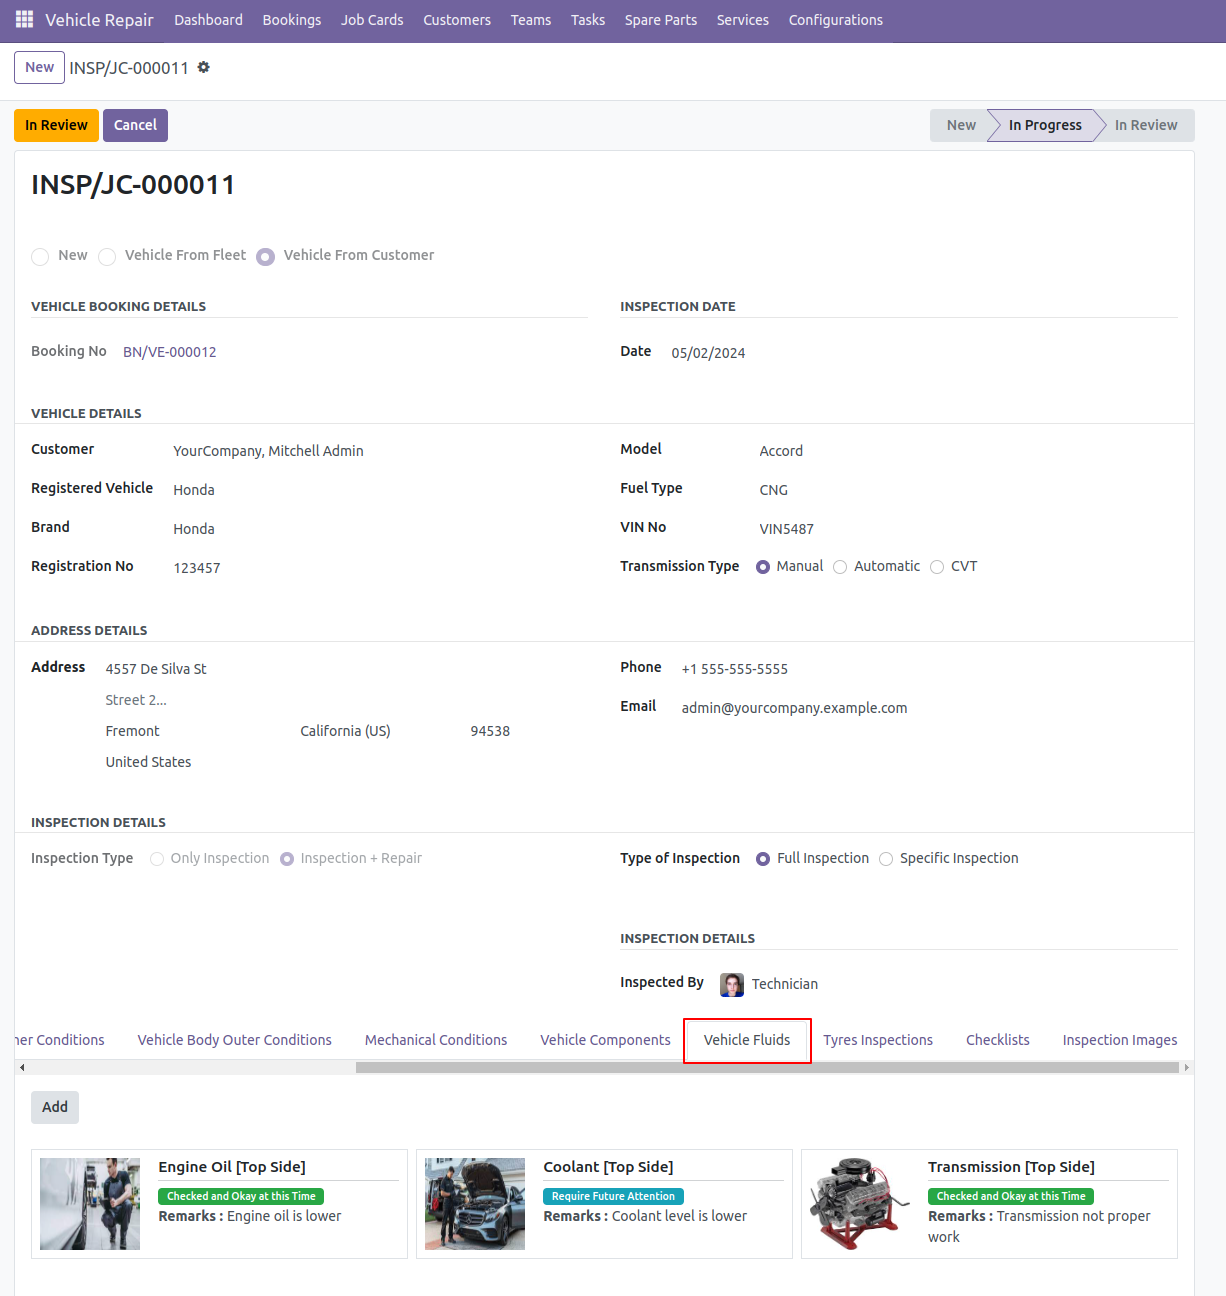 Vehicle Repair Dashboard Bookings Job Cards Customers Teams Tasks Spare Parts Services Configurations
New INSP/JC-000011
In Review Cancel New In Progress In Review
INSP/JC-000011
New Vehicle From Fleet Vehicle From Customer
VEHICLE BOOKING DETAILS INSPECTION DATE
Booking No BN/VE-000012 Date 05/02/2024
VEHICLE DETAILS
Customer YourCompany, Mitchell Admin Model Accord
Registered Vehicle Honda Fuel Type CNG
Brand Honda VIN No VIN5487
Registration No 123457 Transmission Type Manual Automatic CVT
ADDRESS DETAILS
Address 4557 De Silva St Phone +1 555-555-5555
Street 2...
Email admin@yourcompany.example.com
Fremont California (US) 94538
United States
INSPECTION DETAILS
Inspection Type Only Inspection Inspection + Repair Type of Inspection Full Inspection Specific Inspection
INSPECTION DETAILS
Inspected By Technician
ner Conditions Vehicle Body Outer Conditions Mechanical Conditions Vehicle Components Vehicle Fluids Tyres Inspections Checklists Inspection Images
Add
Engine Oil [Top Side]
Checked and Okay at this Time
Remarks : Engine oil is lower
Coolant [Top Side]
Require Future Attention
Remarks : Coolant level is lower
Transmission [Top Side]
Checked and Okay at this Time
Remarks : Transmission not proper
work